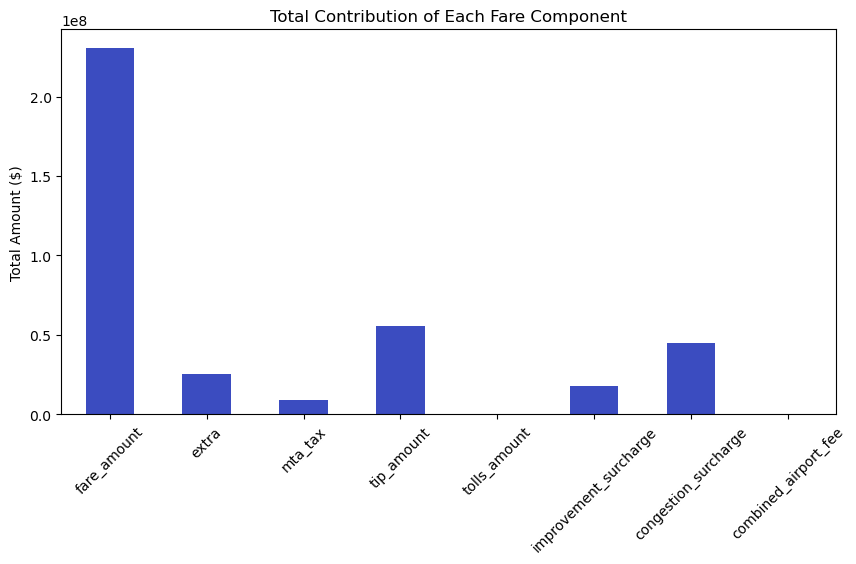 Total Contribution of Each Fare Component
1e8
Total Amount ($)
2.0
1.5
1.0
0.5
0.0
fare_amount
extra
mta_tax
tip_amount
tolls_amount
improvement_surcharge
congestion_surcharge
combined_airport_fee